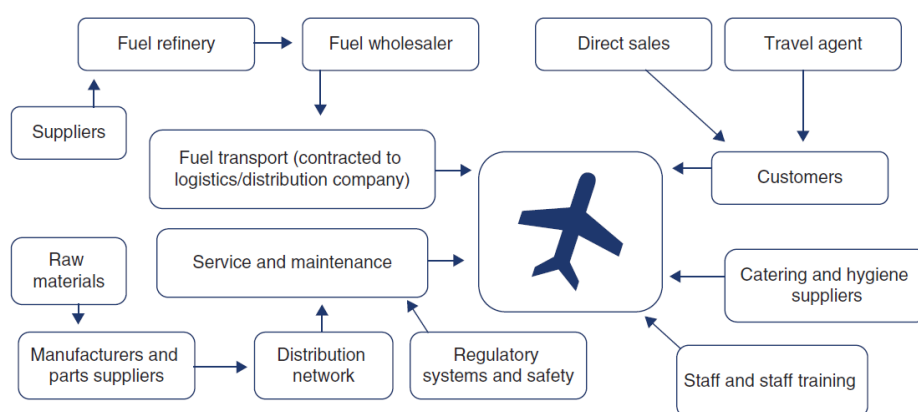 Fuel refinery
Fuel wholesaler
Direct sales
Travel agent
Suppliers
Fuel transport (contracted to
logistics/distribution company)
Customers
Raw
materials
Service and maintenance
Catering and hygiene
suppliers
Manufacturers and
parts suppliers
Distribution
network
Regulatory
systems and safety
Staff and staff training